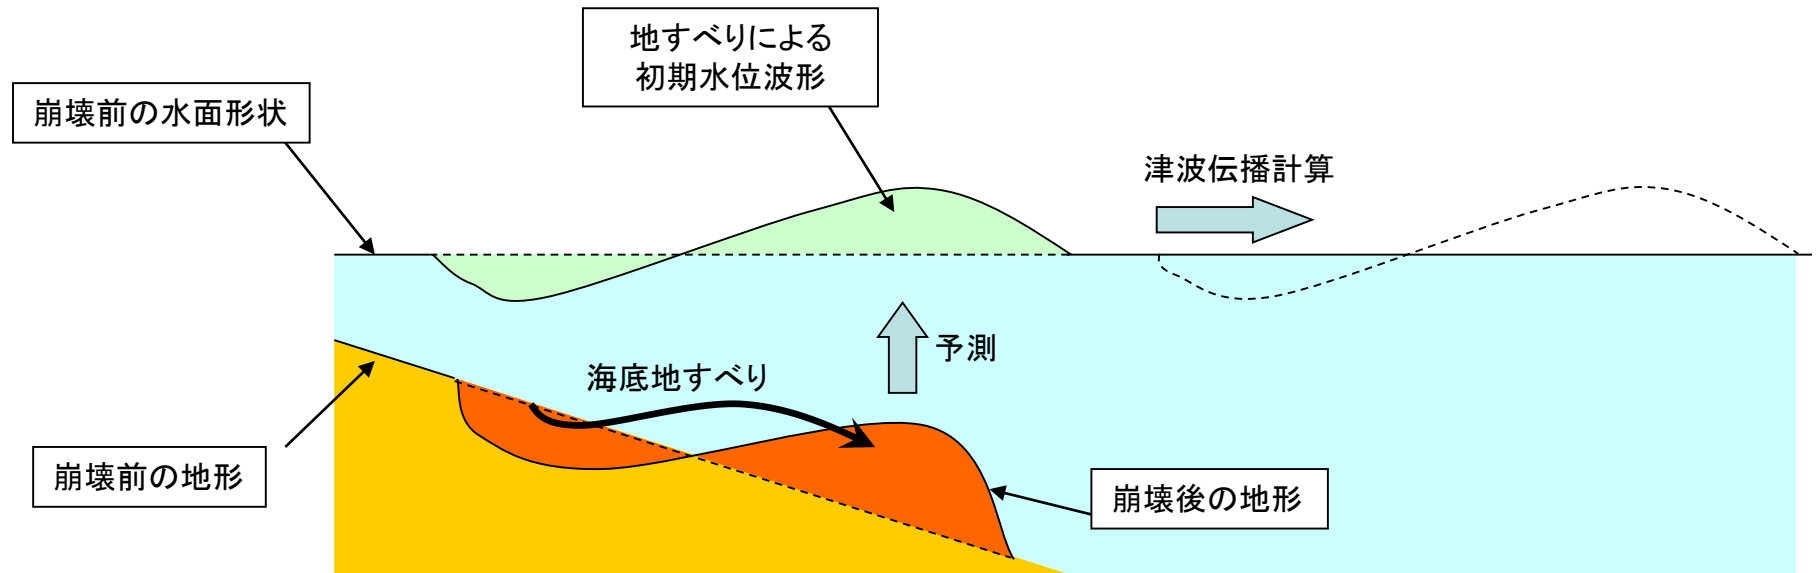 地すべりによる
初期水位波形
崩壊前の水面形状
津波伝播計算
予測
海底地すべり
崩壊前の地形
崩壊後の地形